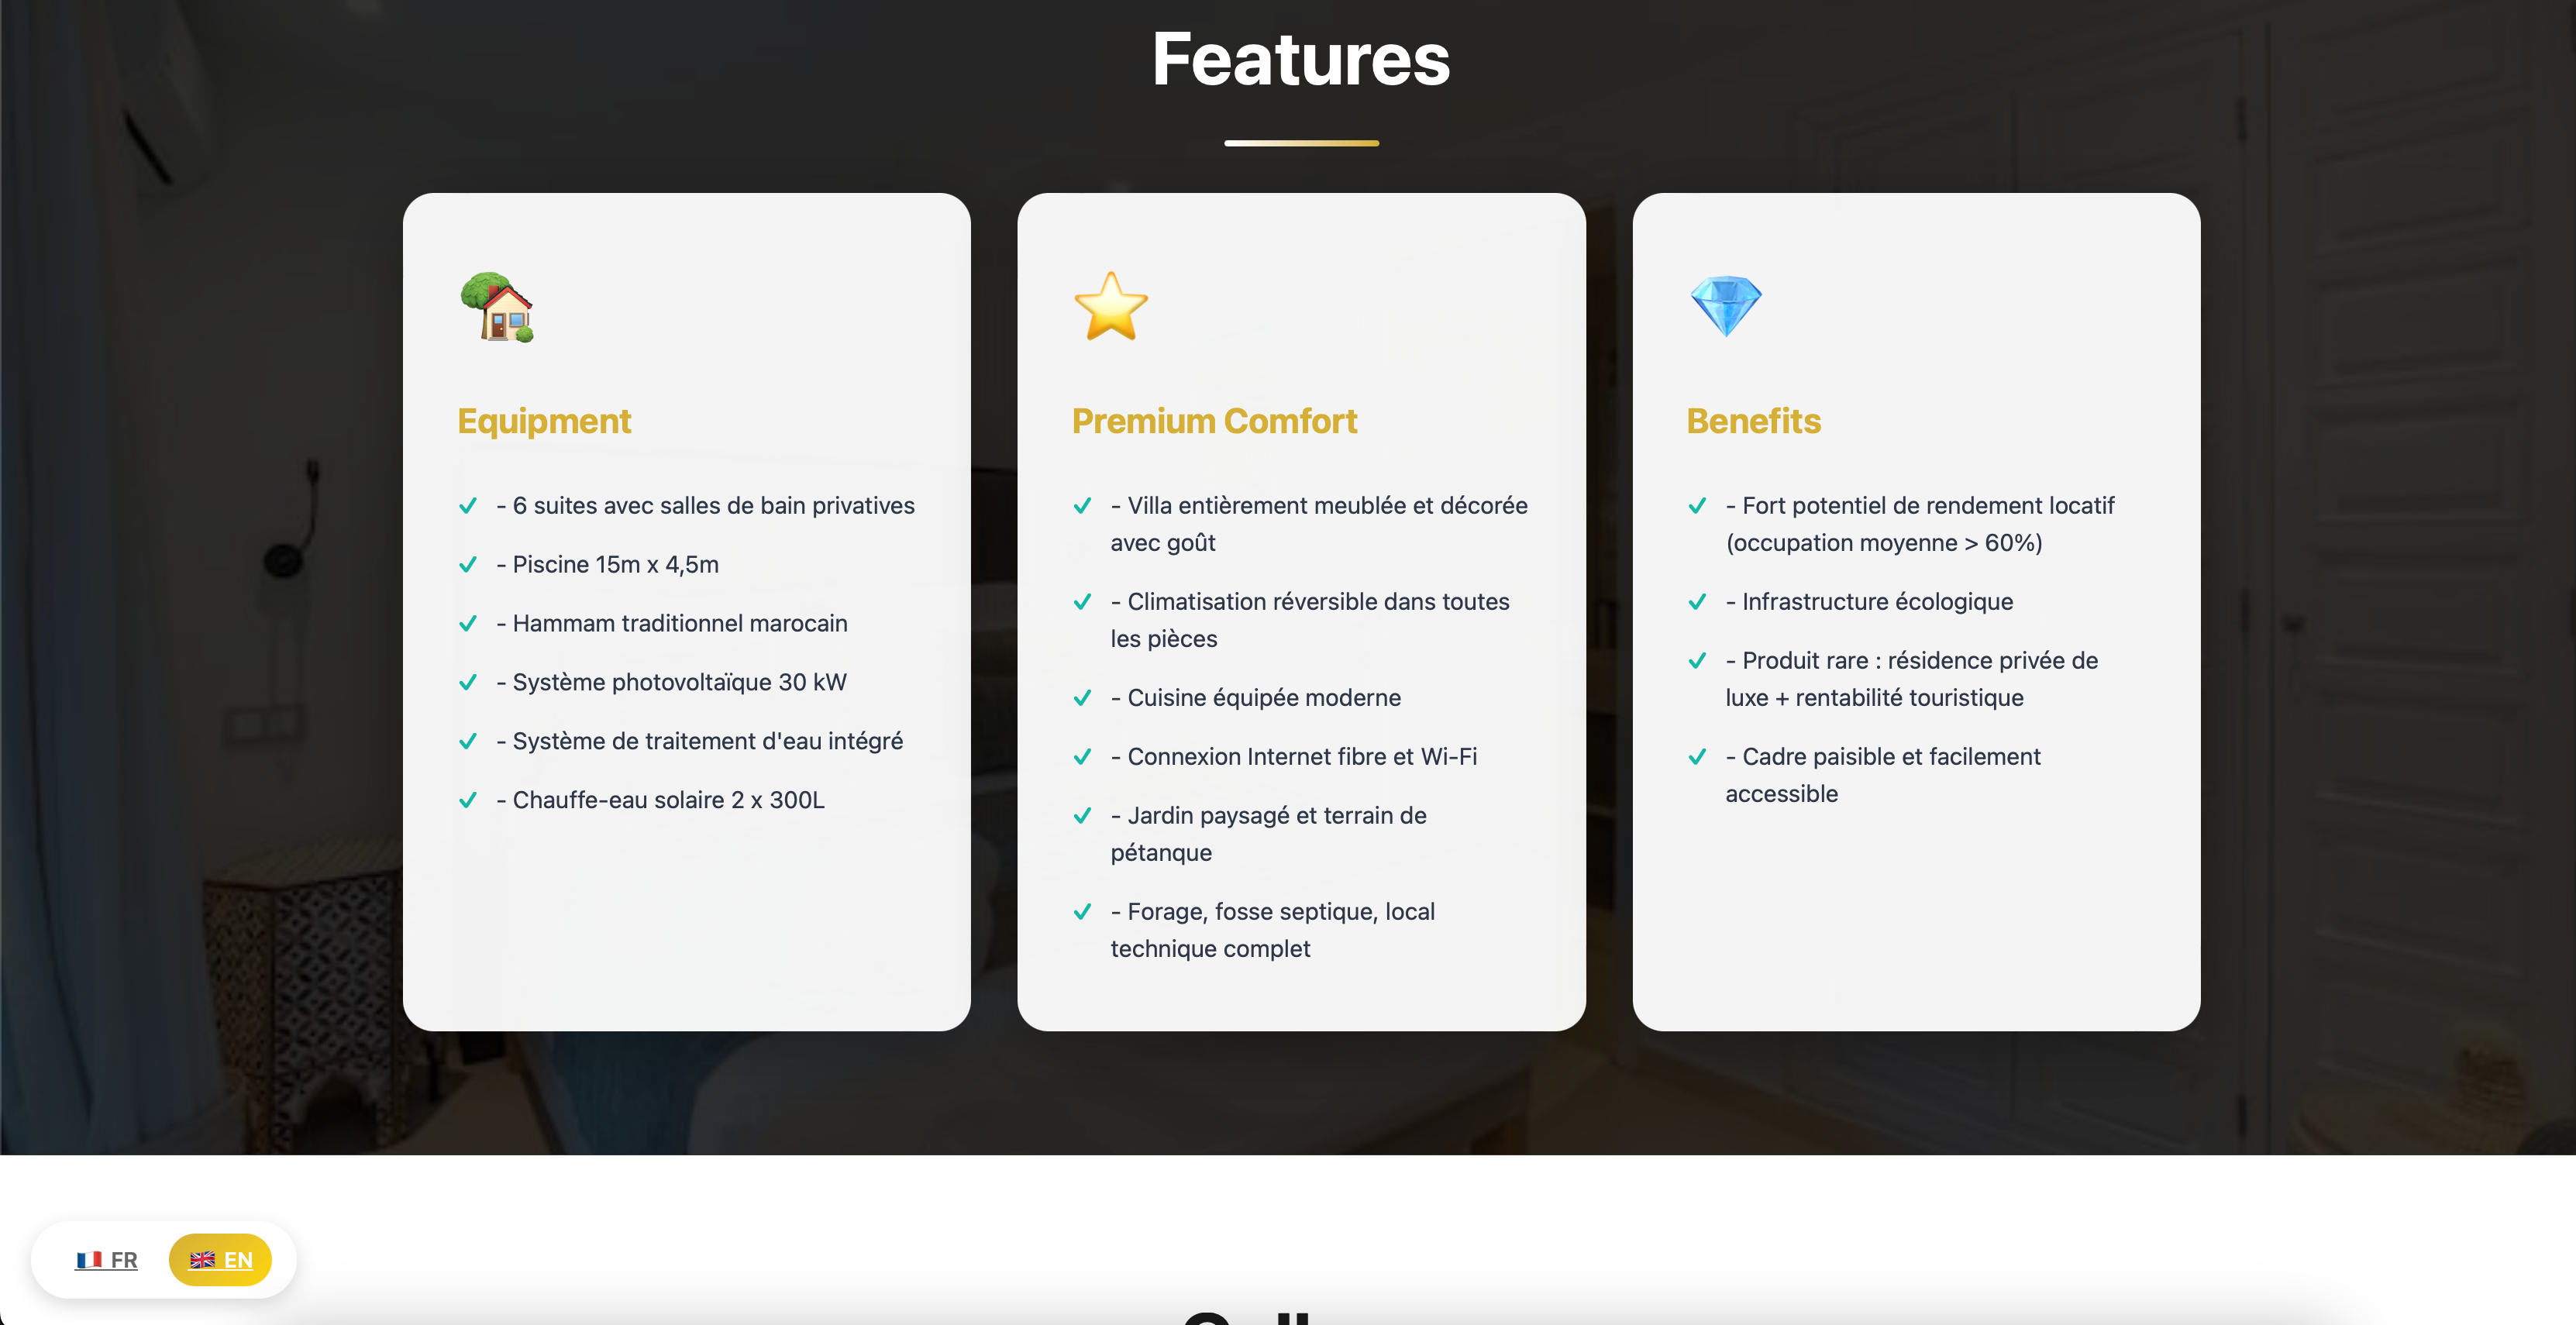 Features
Equipment
- 6 suites avec salles de bain privatives
- Piscine 15m x 4,5m
- Hammam traditionnel marocain
- Système photovoltaïque 30 kW
- Système de traitement d'eau intégré
- Chauffe-eau solaire 2 x 300L
Premium Comfort
- Villa entièrement meublée et décorée
avec goût
- Climatisation réversible dans toutes
les pièces
- Cuisine équipée moderne
- Connexion Internet fibre et Wi-Fi
- Jardin paysagé et terrain de
pétanque
- Forage, fosse septique, local
technique complet
Benefits
- Fort potentiel de rendement locatif
(occupation moyenne > 60%)
- Infrastructure écologique
- Produit rare : résidence privée de
luxe + rentabilité touristique
- Cadre paisible et facilement
accessible
FR
EN